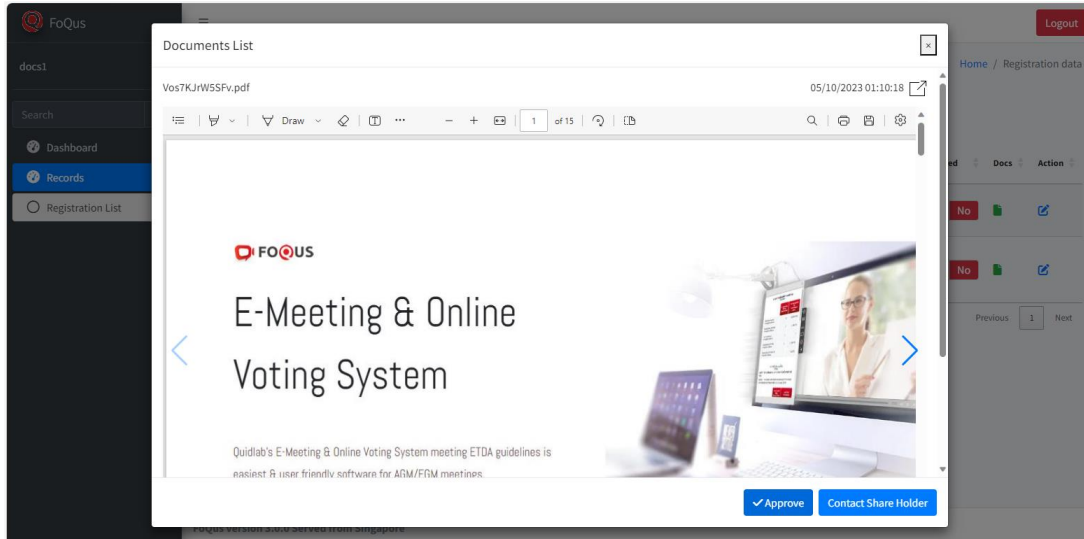 FoQus
Logout
docs1
Home / Registration data
Search
Dashboard
Records
Registration List
ed Docs Action
No
No
Previous 1 Next
Documents List
×
Vos7KJrW5SFv.pdf
05/10/2023 01:10:18
Draw
1 of 15
FOQUS
E-Meeting & Online
Voting System
Quidlab's E-Meeting & Online Voting System meeting ETDA guidelines is
easiest & user friendly software for AGM/EGM meetings.
Approve
Contact Share Holder
FoQus Version 3.0.0 Served from Singapore